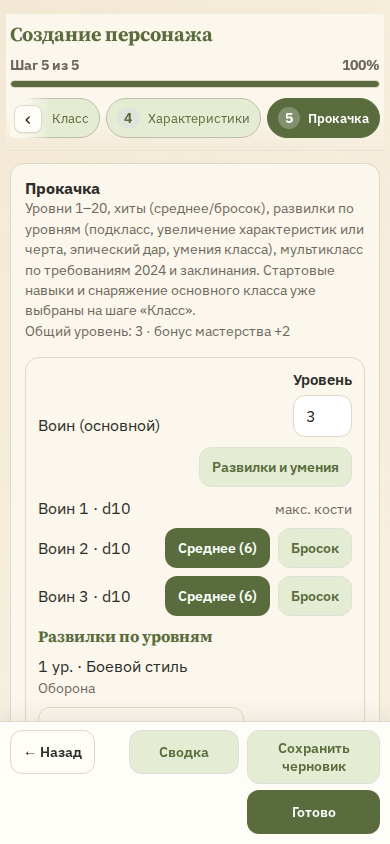 Создание персонажа
Шаг 5 из 5 100%
‹ Класс 4 Характеристики 5 Прокачка
Прокачка
Уровни 1–20, хиты (среднее/бросок), развилки по
уровням (подкласс, увеличение характеристик или
черта, эпический дар, умения класса), мультикласс
по требованиям 2024 и заклинания. Стартовые
навыки и снаряжение основного класса уже
выбраны на шаге «Класс».
Общий уровень: 3 · бонус мастерства +2
Уровень
Воин (основной) 3
Развилки и умения
Воин 1 · d10 макс. кости
Воин 2 · d10 Среднее (6) Бросок
Воин 3 · d10 Среднее (6) Бросок
Развилки по уровням
1 ур. · Боевой стиль
Оборона
← Назад Сводка Сохранить
черновик
Готово